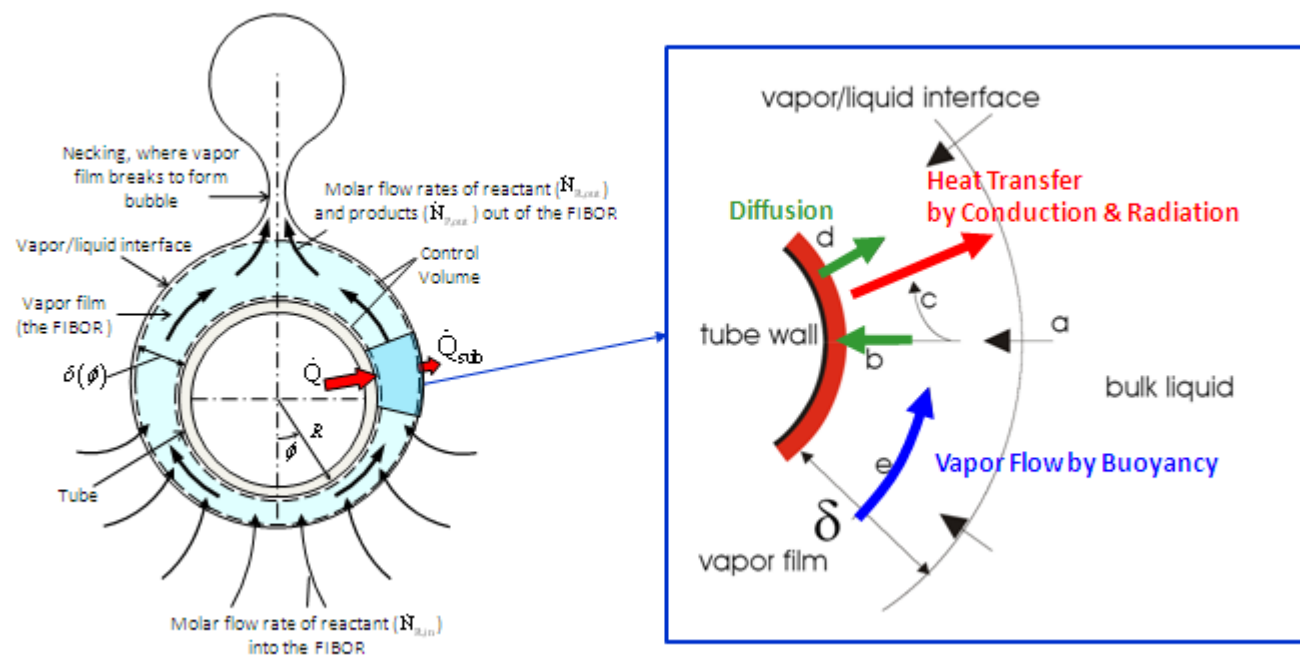 Necking, where vapor
film breaks to form
bubble
Molar flow rates of reactant (Ṅ_R,out)
and products (Ṅ_P,out) out of the FIBOR
Vapor/liquid interface
Control
Volume
Vapor film
(the FIBOR)
δ(ϕ)
Q̇
Q̇sub
R
ϕ
Tube
Molar flow rate of reactant (Ṅ_R,in)
into the FIBOR
vapor/liquid interface
Heat Transfer
by Conduction & Radiation
Diffusion
d
c
tube wall
a
b
bulk liquid
e
Vapor Flow by Buoyancy
δ
vapor film